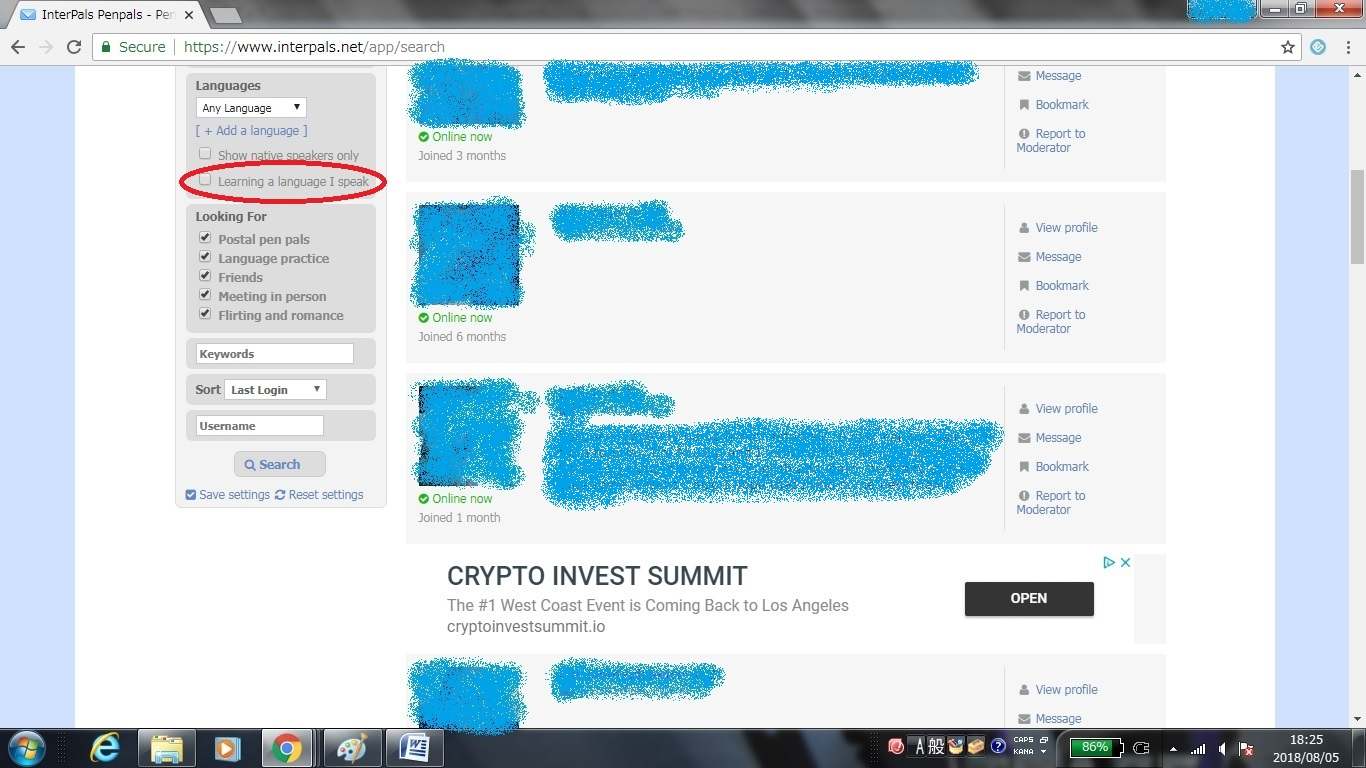 InterPals Penpals - Pen
Secure
https://www.interpals.net/app/search
Languages
Any Language
[ + Add a language ]
Show native speakers only
Learning a language I speak
Looking For
Postal pen pals
Language practice
Friends
Meeting in person
Flirting and romance
Keywords
Sort Last Login
Username
Search
Save settings Reset settings
Online now
Joined 3 months
Message
Bookmark
Report to
Moderator
Online now
Joined 6 months
View profile
Message
Bookmark
Report to
Moderator
Online now
Joined 1 month
View profile
Message
Bookmark
Report to
Moderator
CRYPTO INVEST SUMMIT
The #1 West Coast Event is Coming Back to Los Angeles
cryptoinvestsummit.io
OPEN
View profile
Message
A 般
CAPS
KANA
86%
18:25
2018/08/05